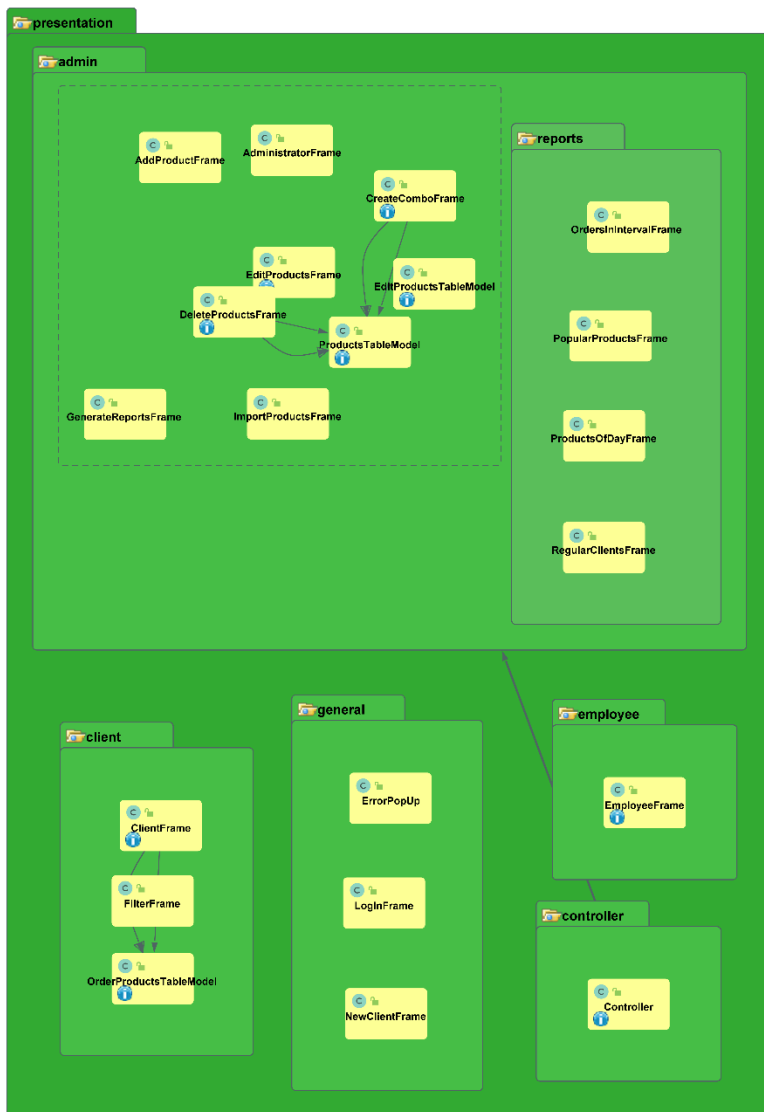 presentation
admin
AddProductFrame
C
AdministratorFrame
C
CreateComboFrame
C
i
EditProductsFrame
C
EditProductsTableModel
C
i
DeleteProductsFrame
C
i
ProductsTableModel
C
i
GenerateReportsFrame
C
ImportProductsFrame
C
reports
OrdersInIntervalFrame
C
PopularProductsFrame
C
ProductsOfDayFrame
C
RegularClientsFrame
C
client
ClientFrame
C
i
FilterFrame
C
OrderProductsTableModel
C
i
general
ErrorPopUp
C
LogInFrame
C
NewClientFrame
C
employee
EmployeeFrame
C
i
controller
Controller
C
i